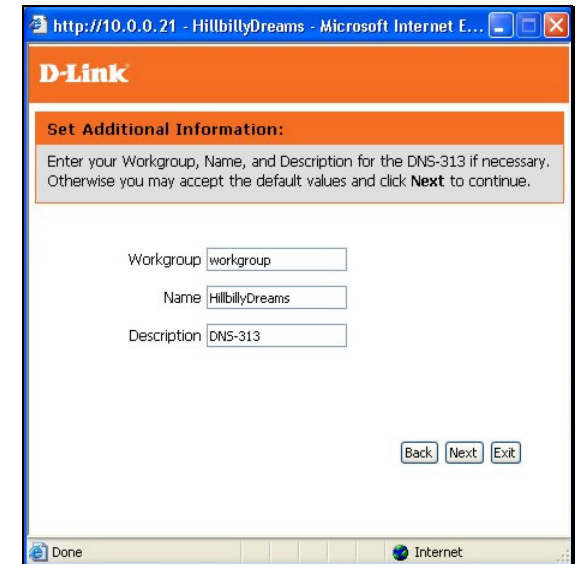 http://10.0.0.21 - HillbillyDreams - Microsoft Internet E...
D-Link
Set Additional Information:
Enter your Workgroup, Name, and Description for the DNS-313 if necessary.
Otherwise you may accept the default values and click Next to continue.
Workgroup workgroup
Name HillbillyDreams
Description DNS-313
Back Next Exit
Done Internet